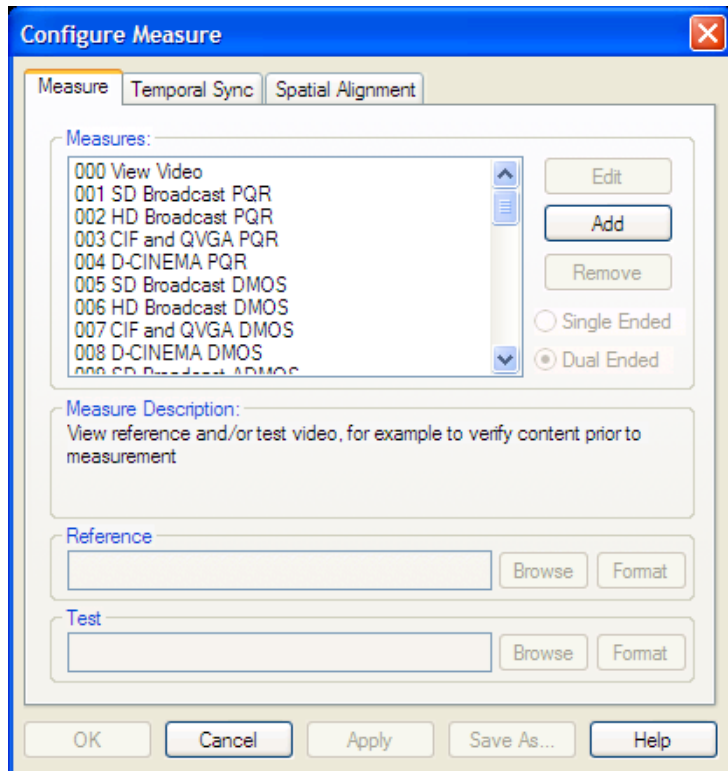 Configure Measure
Measure
Temporal Sync
Spatial Alignment
Measures:
000 View Video
001 SD Broadcast PQR
002 HD Broadcast PQR
003 CIF and QVGA PQR
004 D-CINEMA PQR
005 SD Broadcast DMOS
006 HD Broadcast DMOS
007 CIF and QVGA DMOS
008 D-CINEMA DMOS
009 SD Broadcast ADMOS
Edit
Add
Remove
Single Ended
Dual Ended
Measure Description:
View reference and/or test video, for example to verify content prior to
measurement
Reference
Browse
Format
Test
Browse
Format
OK
Cancel
Apply
Save As...
Help